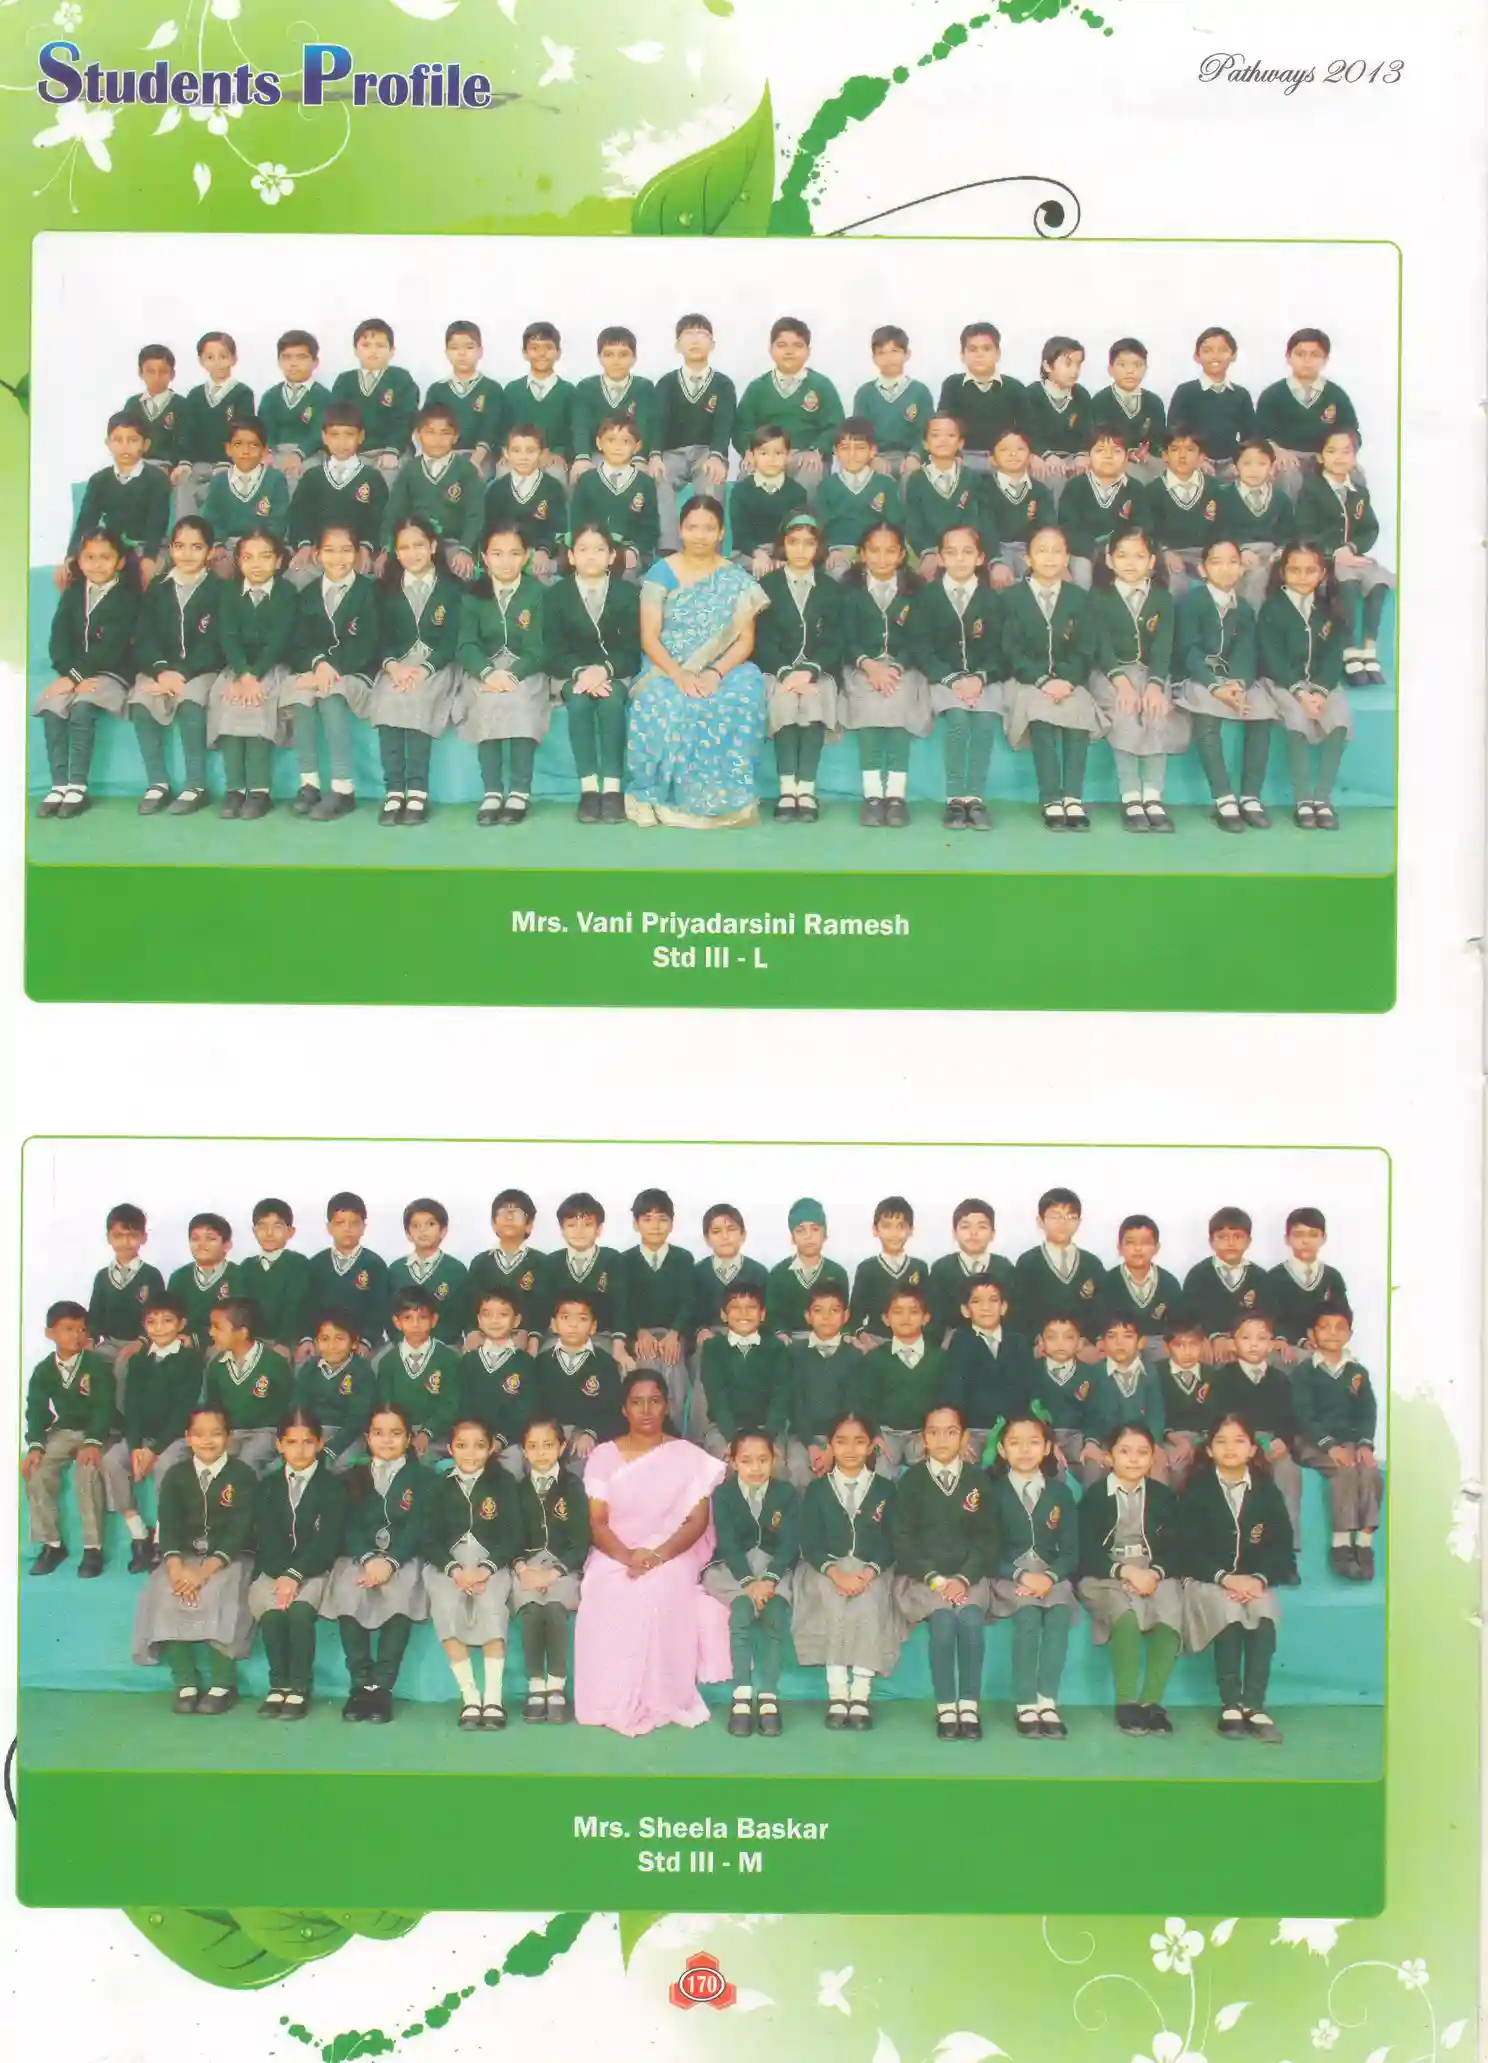 Students Profile
Pathways 2013
Mrs. Vani Priyadarsini Ramesh
Std III - L
Mrs. Sheela Baskar
Std III - M
170